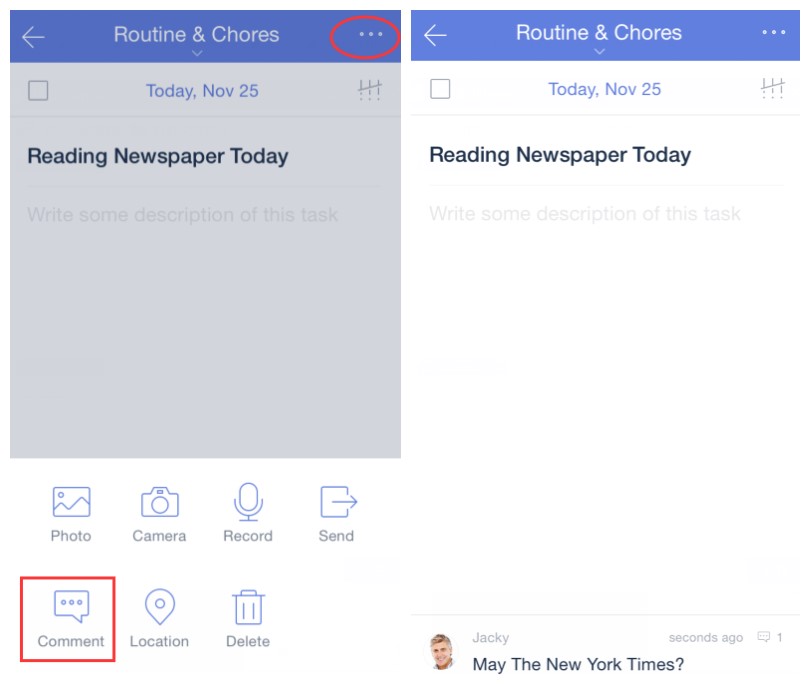 Routine & Chores
Today, Nov 25
Reading Newspaper Today
Write some description of this task
Photo Camera Record Send
Comment Location Delete
Routine & Chores
Today, Nov 25
Reading Newspaper Today
Write some description of this task
Jacky seconds ago 1
May The New York Times?